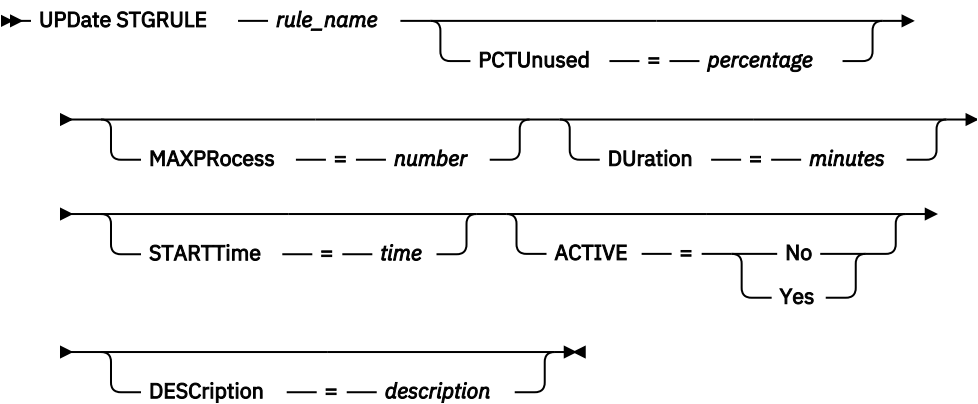 UPDate STGRULE — rule_name
PCTUnused — = — percentage
MAXPRocess — = — number
DUration — = — minutes
STARTTime — = — time
ACTIVE — = — No
Yes
DESCription — = — description